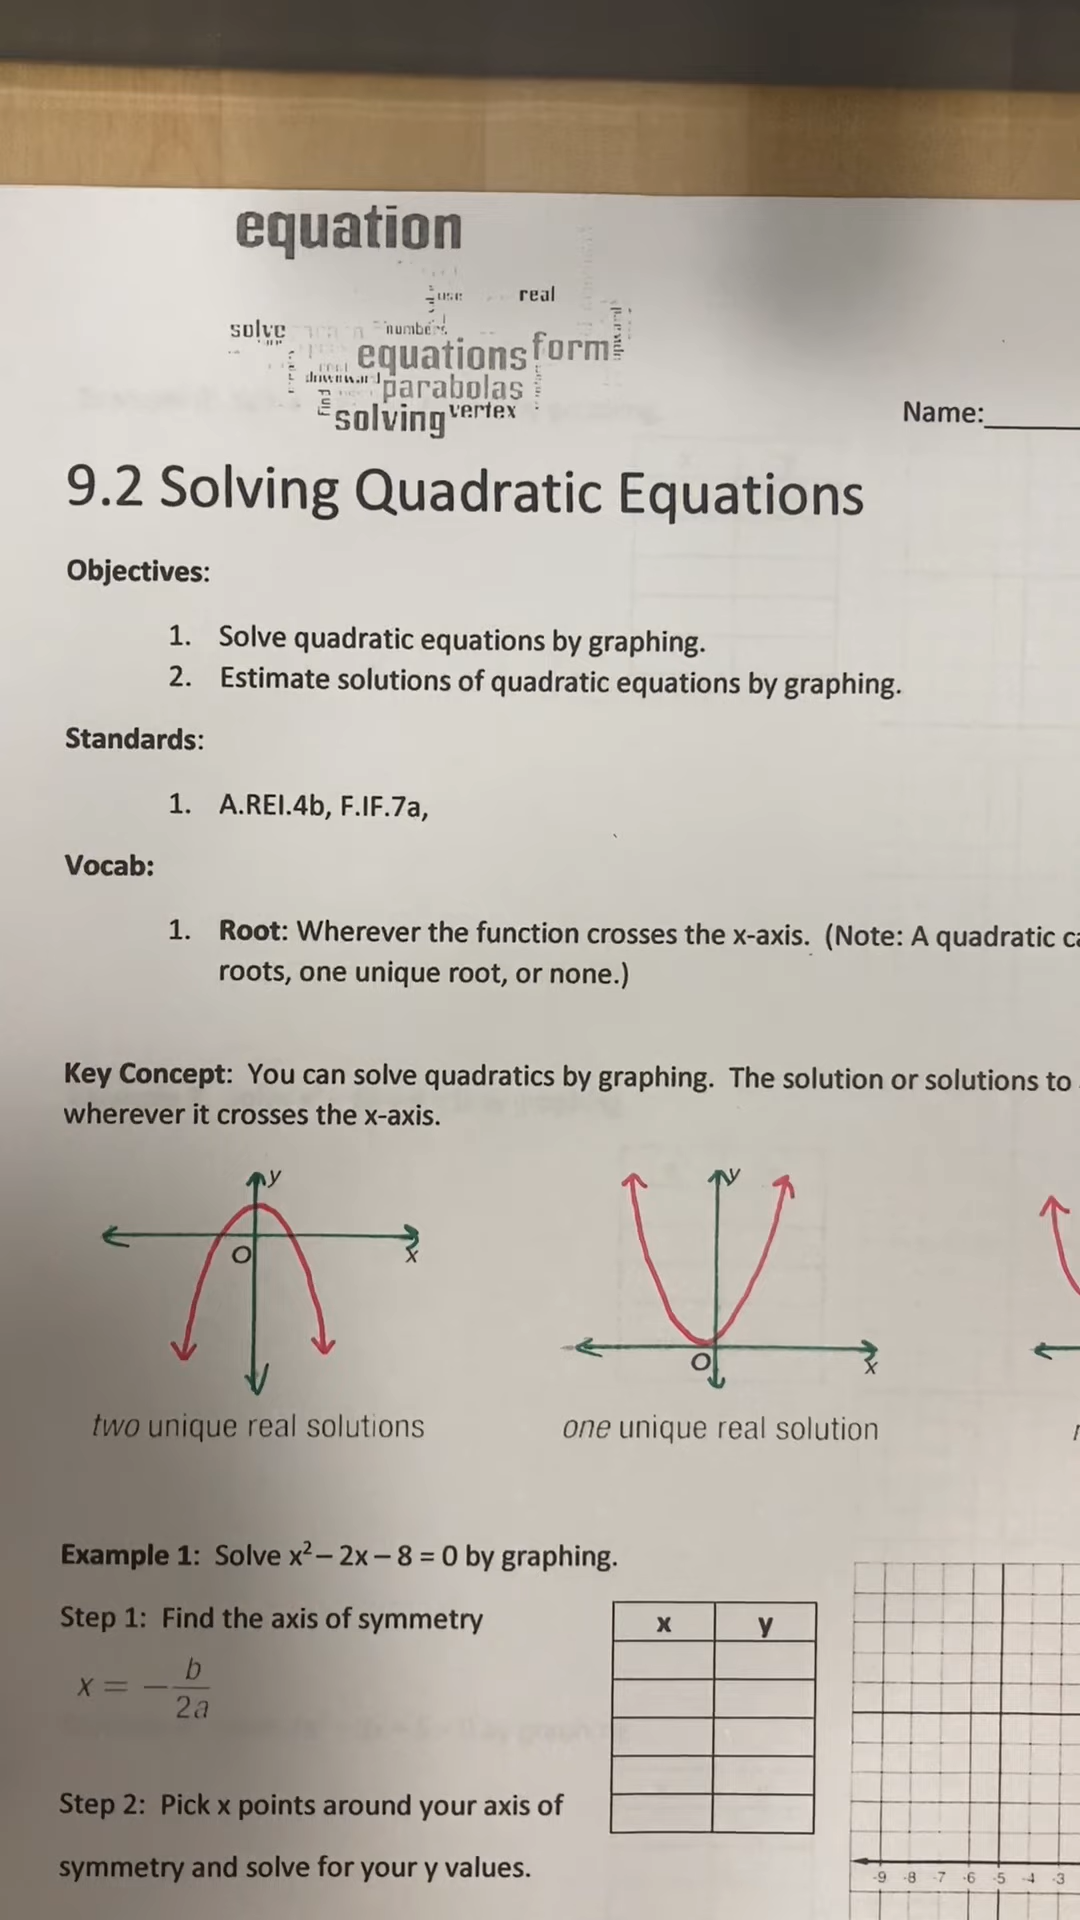 equation
use real
solve numbers
equations form
downward parabolas
find solving vertex
Name:
9.2 Solving Quadratic Equations
Objectives:
1. Solve quadratic equations by graphing.
2. Estimate solutions of quadratic equations by graphing.
Standards:
1. A.REI.4b, F.IF.7a,
Vocab:
1. Root: Wherever the function crosses the x-axis. (Note: A quadratic
roots, one unique root, or none.)
Key Concept: You can solve quadratics by graphing. The solution or solutions to
wherever it crosses the x-axis.
y y
O x O x
two unique real solutions one unique real solution
Example 1: Solve x² – 2x – 8 = 0 by graphing.
Step 1: Find the axis of symmetry
x y
x = – b/2a
Step 2: Pick x points around your axis of
symmetry and solve for your y values.
-9 -8 -7 -6 -5 -4 -3